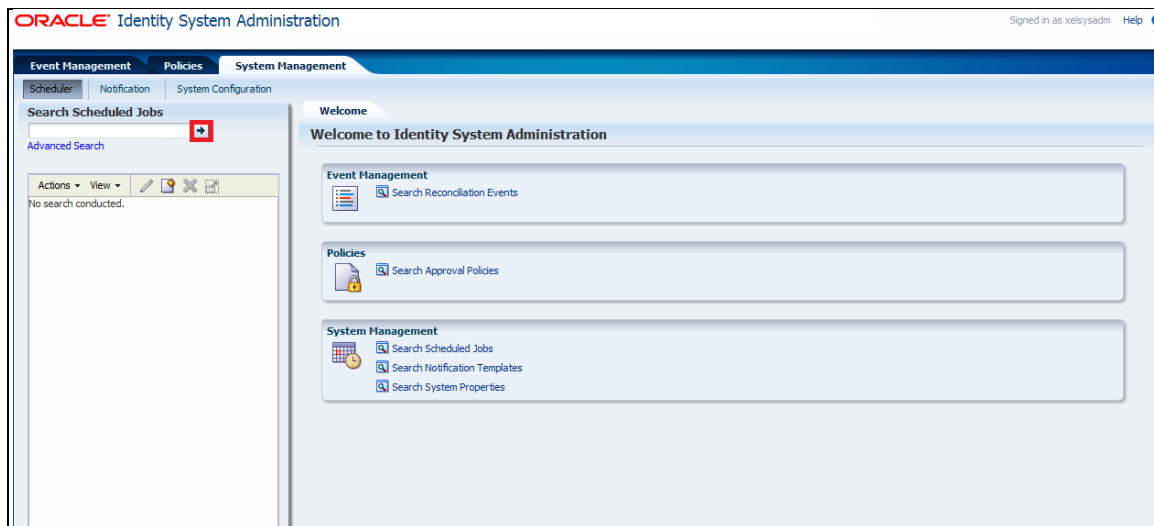 ORACLE' Identity System Administration
Signed in as xelsysadm Help
Event Management Policies System Management
Scheduler Notification System Configuration
Search Scheduled Jobs
Advanced Search
Actions View
No search conducted.
Welcome
Welcome to Identity System Administration
Event Management
Search Reconciliation Events
Policies
Search Approval Policies
System Management
Search Scheduled Jobs
Search Notification Templates
Search System Properties